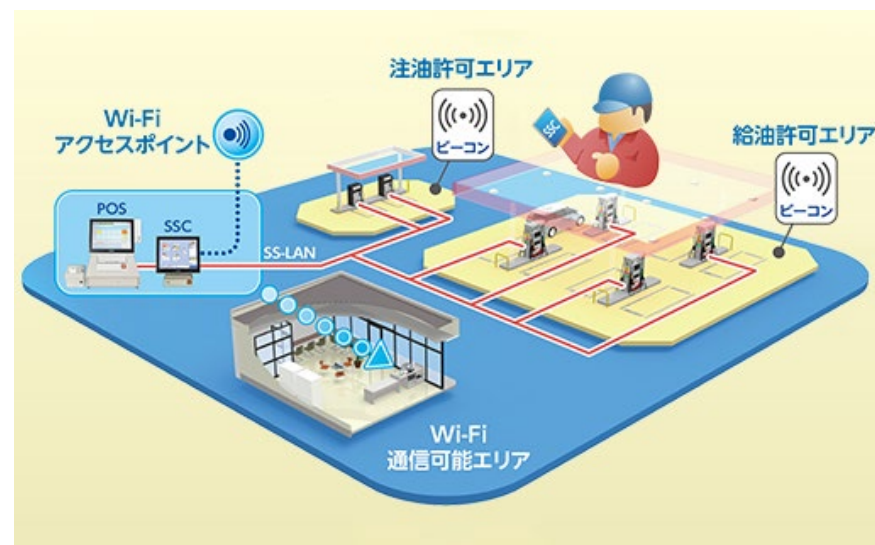 注油許可エリア
ビーコン
SSC
給油許可エリア
ビーコン
Wi-Fi
アクセスポイント
POS
SSC
SS-LAN
Wi-Fi
通信可能エリア